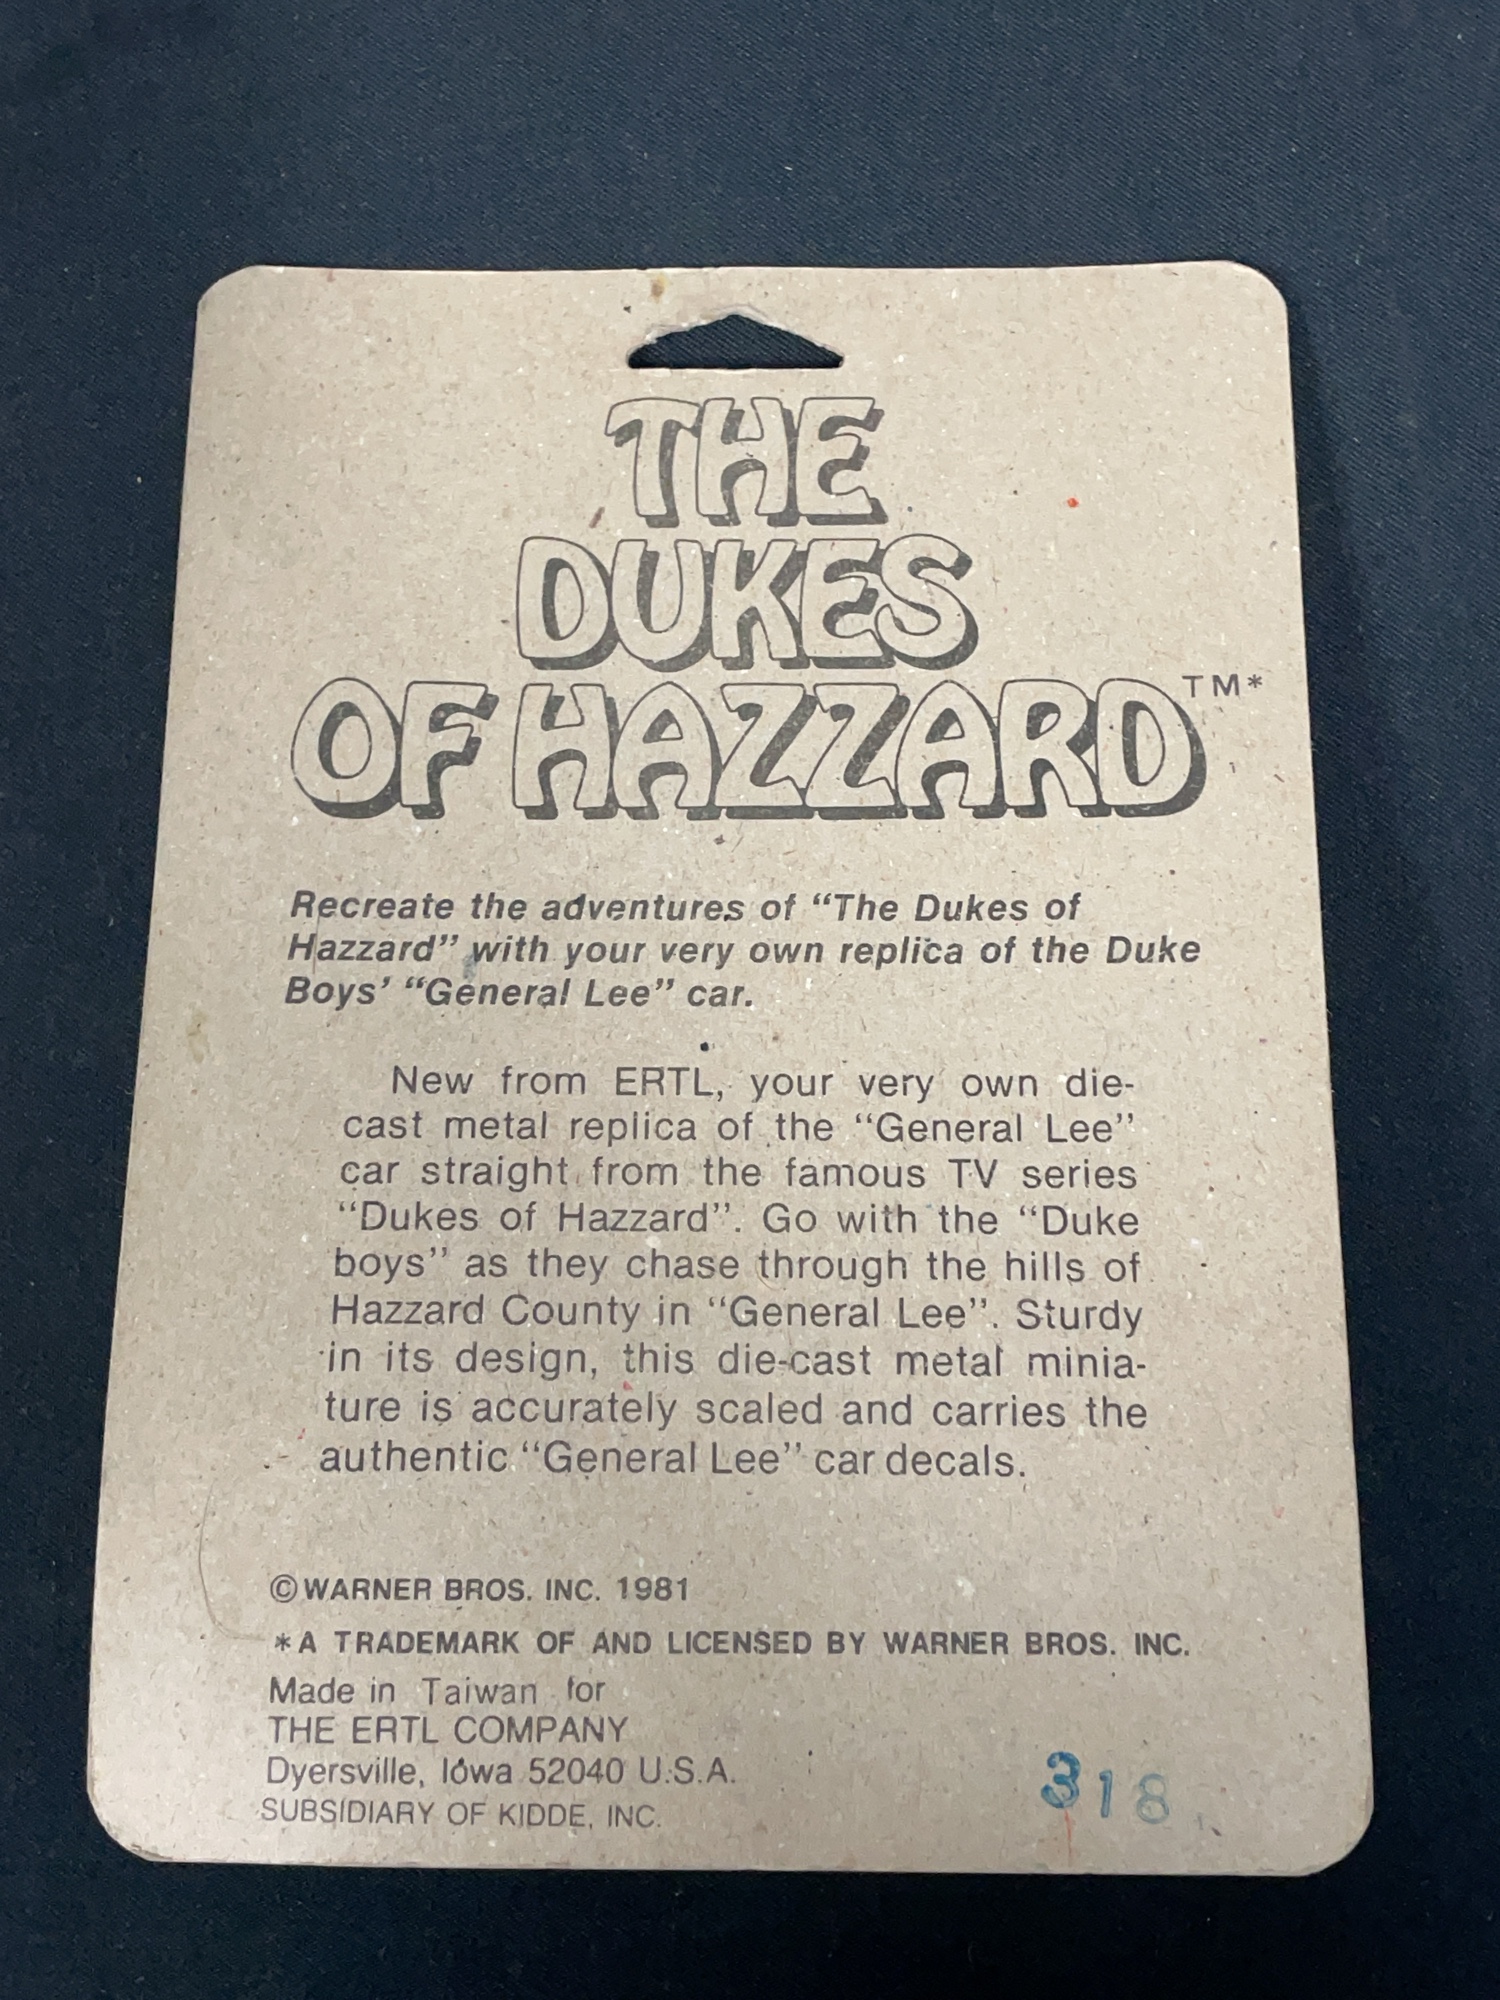 THE
DUKES
OF HAZZARD TM*
Recreate the adventures of “The Dukes of
Hazzard” with your very own replica of the Duke
Boys’ “General Lee” car.
New from ERTL, your very own die-
cast metal replica of the “General Lee”
car straight from the famous TV series
“Dukes of Hazzard”. Go with the “Duke
boys” as they chase through the hills of
Hazzard County in “General Lee”. Sturdy
in its design, this die-cast metal minia-
ture is accurately scaled and carries the
authentic “General Lee” car decals.
©WARNER BROS. INC. 1981
*A TRADEMARK OF AND LICENSED BY WARNER BROS. INC.
Made in Taiwan for
THE ERTL COMPANY
Dyersville, Iowa 52040 U.S.A.
SUBSIDIARY OF KIDDE, INC.
318